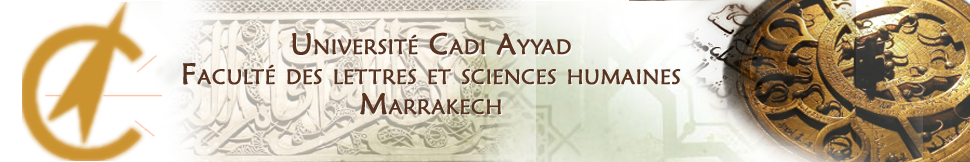 Université Cadi Ayyad
Faculté des lettres et sciences humaines
Marrakech